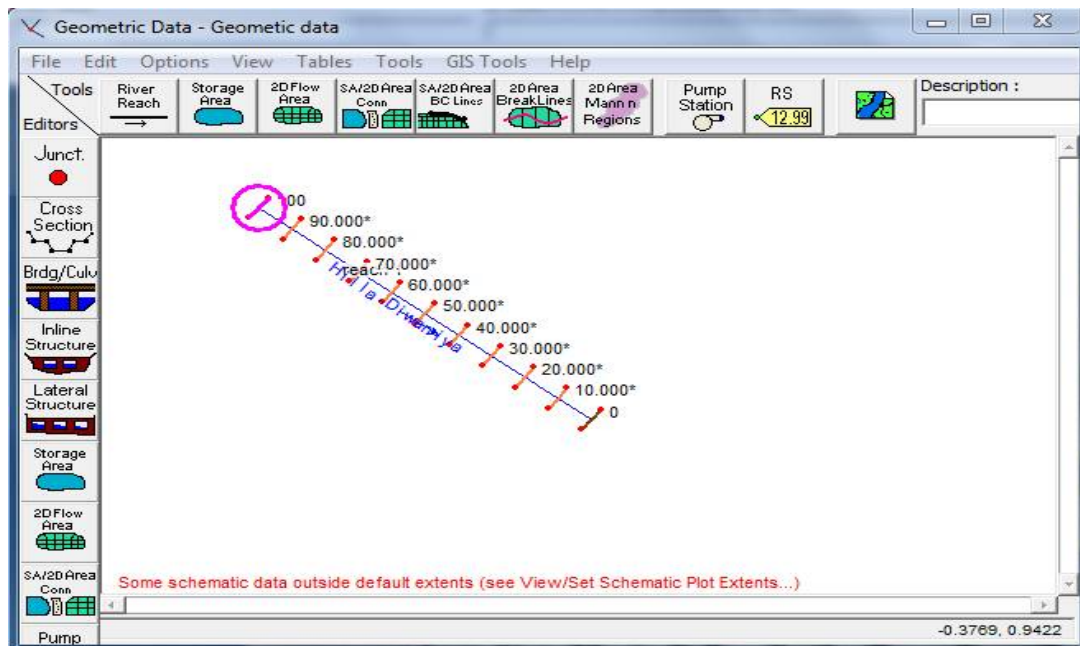 Geometric Data - Geometic data
File Edit Options View Tables Tools GIS Tools Help
Tools
Editors
River
Reach
Storage
Area
2D Flow
Area
SA/2D Area
Conn
SA/2D Area
BC Lines
2D Area
BreakLines
2D Area
Mann n
Regions
Pump
Station
RS
12.99
Description :
Junct.
Cross
Section
Brdg/Culv
Inline
Structure
Lateral
Structure
Storage
Area
2D Flow
Area
SA/2D Area
Conn
Pump
00
90.000*
80.000*
70.000*
reach
60.000*
50.000*
40.000*
30.000*
20.000*
10.000*
0
Some schematic data outside default extents (see View/Set Schematic Plot Extents...)
-0.3769, 0.9422